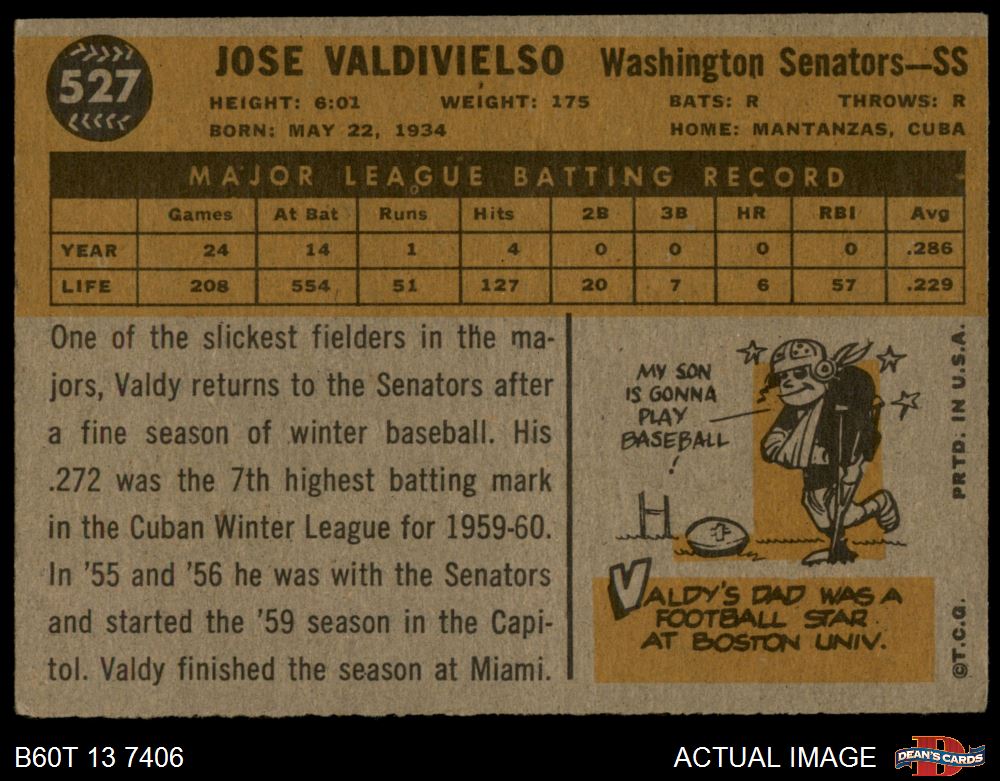 527
JOSE VALDIVIELSO Washington Senators—SS
HEIGHT: 6:01 WEIGHT: 175 BATS: R THROWS: R
BORN: MAY 22, 1934 HOME: MANTANZAS, CUBA
MAJOR LEAGUE BATTING RECORD
Games At Bat Runs Hits 2B 3B HR RBI Avg
YEAR 24 14 1 4 0 0 0 0 .286
LIFE 208 554 51 127 20 7 6 57 .229
One of the slickest fielders in the ma-
jors, Valdy returns to the Senators after
a fine season of winter baseball. His
.272 was the 7th highest batting mark
in the Cuban Winter League for 1959-60.
In '55 and '56 he was with the Senators
and started the '59 season in the Capi-
tol. Valdy finished the season at Miami.
MY SON
IS GONNA
PLAY
BASEBALL
!
VALDY'S DAD WAS A
FOOTBALL STAR
AT BOSTON UNIV.
PRTD. IN U.S.A.
©T.C.G.
B60T 13 7406
ACTUAL IMAGE
D
DEAN'S CARDS